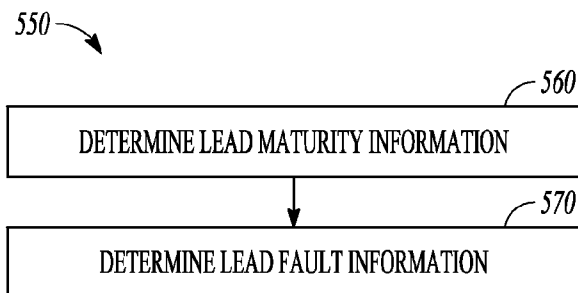 550
560
DETERMINE LEAD MATURITY INFORMATION
570
DETERMINE LEAD FAULT INFORMATION